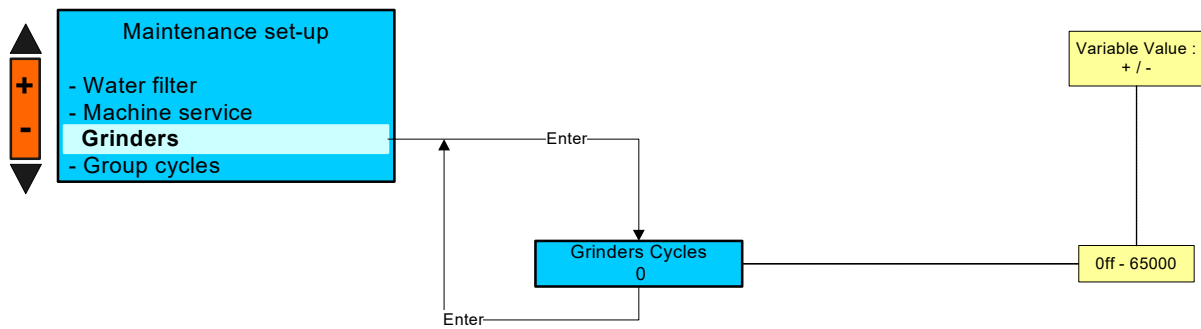 Maintenance set-up
+
-
- Water filter
- Machine service
Grinders
- Group cycles
Enter
Variable Value :
+ / -
Grinders Cycles
0
0ff - 65000
Enter